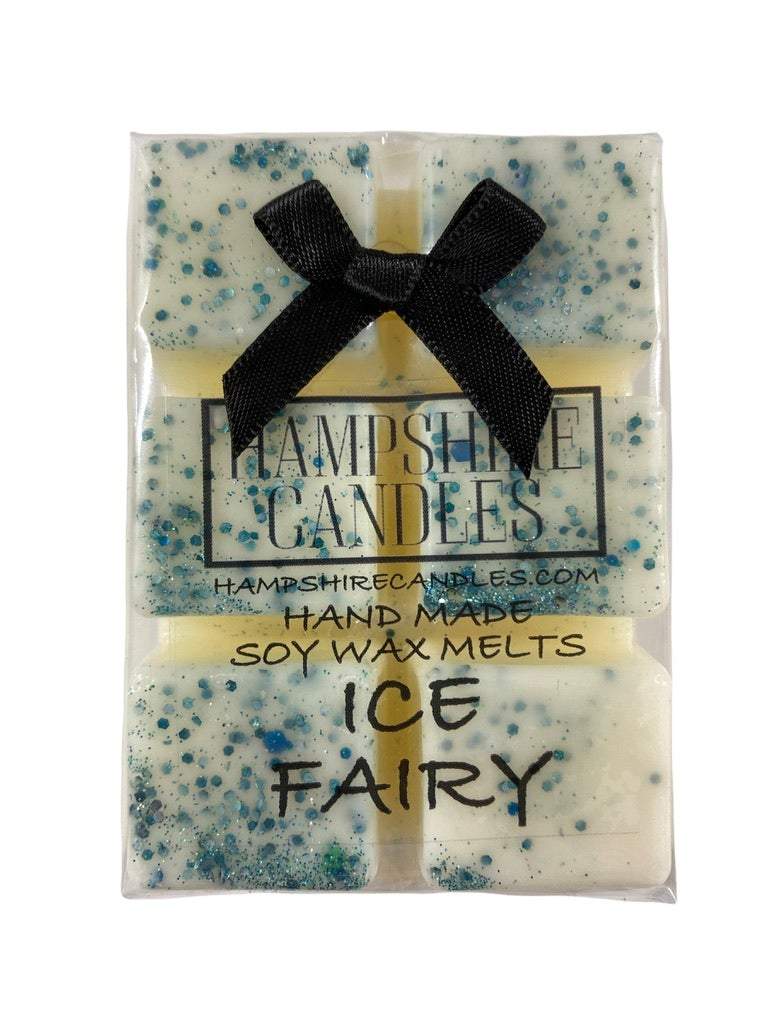 HAMPSHIRE
CANDLES
HAMPSHIRECANDLES.COM
HAND MADE
SOY WAX MELTS
ICE
FAIRY